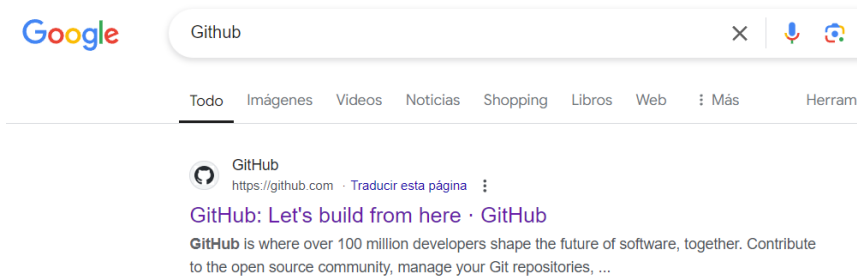 Google
Github
Todo Imágenes Videos Noticias Shopping Libros Web Más Herram
GitHub
https://github.com · Traducir esta página
GitHub: Let's build from here · GitHub
GitHub is where over 100 million developers shape the future of software, together. Contribute
to the open source community, manage your Git repositories, ...